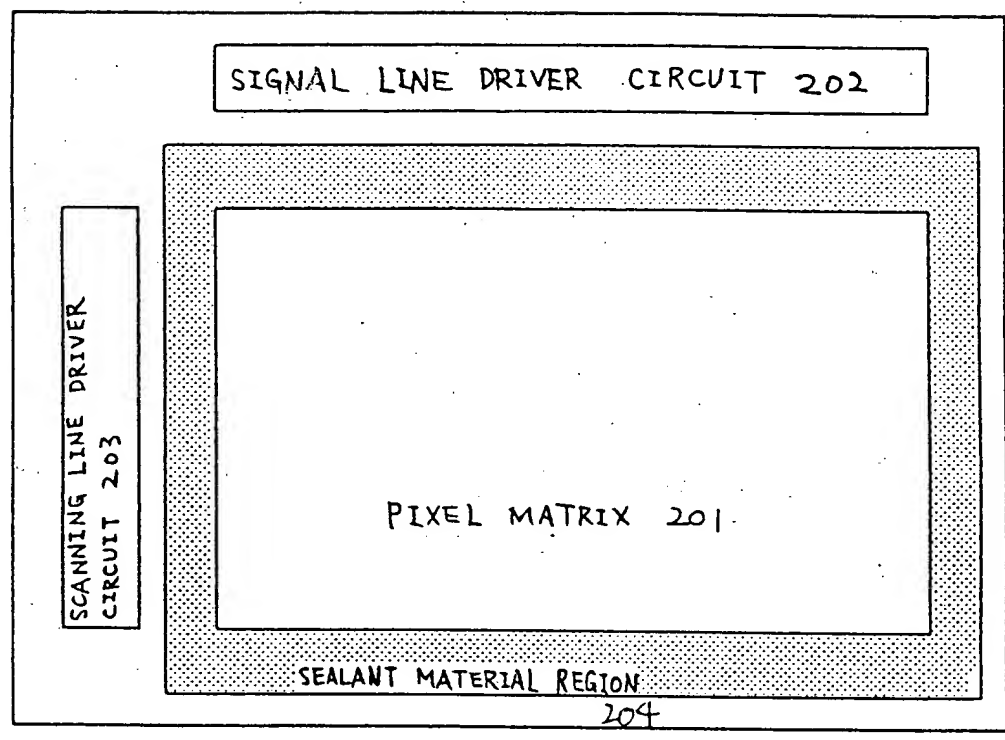 SIGNAL LINE DRIVER CIRCUIT 202
SCANNING LINE DRIVER
CIRCUIT 203
PIXEL MATRIX 201
SEALANT MATERIAL REGION
204